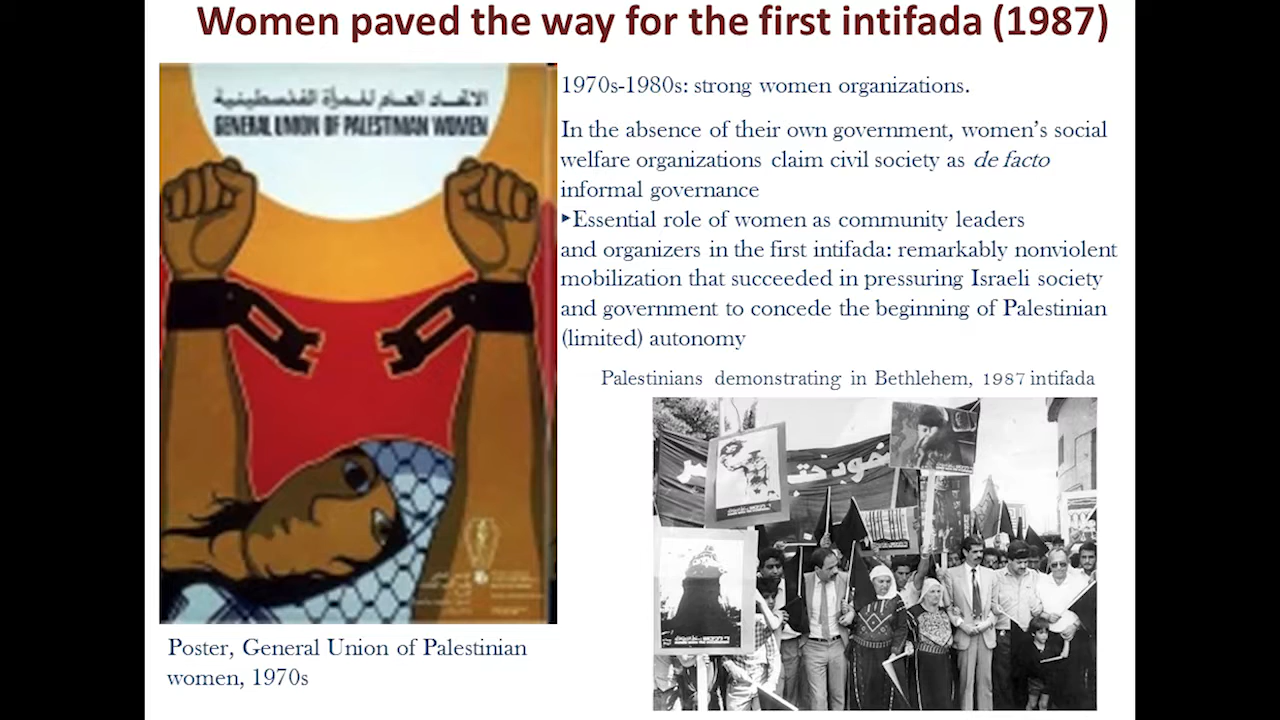 Women paved the way for the first intifada (1987)
الاتحاد العام للمرأة الفلسطينية
GENERAL UNION OF PALESTINIAN WOMEN
1970s-1980s: strong women organizations.
In the absence of their own government, women’s social
welfare organizations claim civil society as de facto
informal governance
▸Essential role of women as community leaders
and organizers in the first intifada: remarkably nonviolent
mobilization that succeeded in pressuring Israeli society
and government to concede the beginning of Palestinian
(limited) autonomy
Palestinians demonstrating in Bethlehem, 1987 intifada
Poster, General Union of Palestinian
women, 1970s